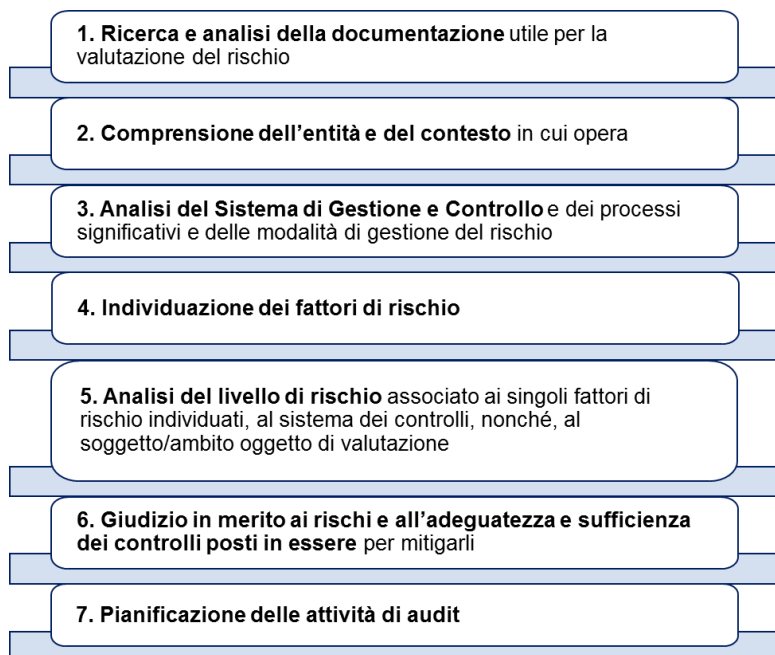 1. Ricerca e analisi della documentazione utile per la
valutazione del rischio
2. Comprensione dell'entità e del contesto in cui opera
3. Analisi del Sistema di Gestione e Controllo e dei processi
significativi e delle modalità di gestione del rischio
4. Individuazione dei fattori di rischio
5. Analisi del livello di rischio associato ai singoli fattori di
rischio individuati, al sistema dei controlli, nonché, al
soggetto/ambito oggetto di valutazione
6. Giudizio in merito ai rischi e all'adeguatezza e sufficienza
dei controlli posti in essere per mitigarli
7. Pianificazione delle attività di audit